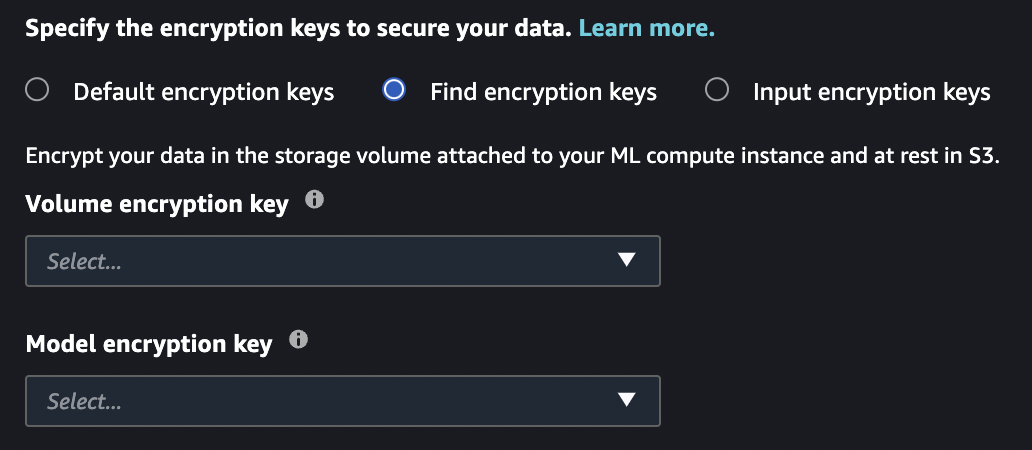 Specify the encryption keys to secure your data. Learn more.
Default encryption keys Find encryption keys Input encryption keys
Encrypt your data in the storage volume attached to your ML compute instance and at rest in S3.
Volume encryption key
Select...
Model encryption key
Select...